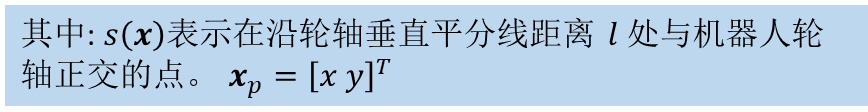 其中: s(x)表示在沿轮轴垂直平分线距离 l 处与机器人轮
轴正交的点。 xₚ = [x y]ᵀ